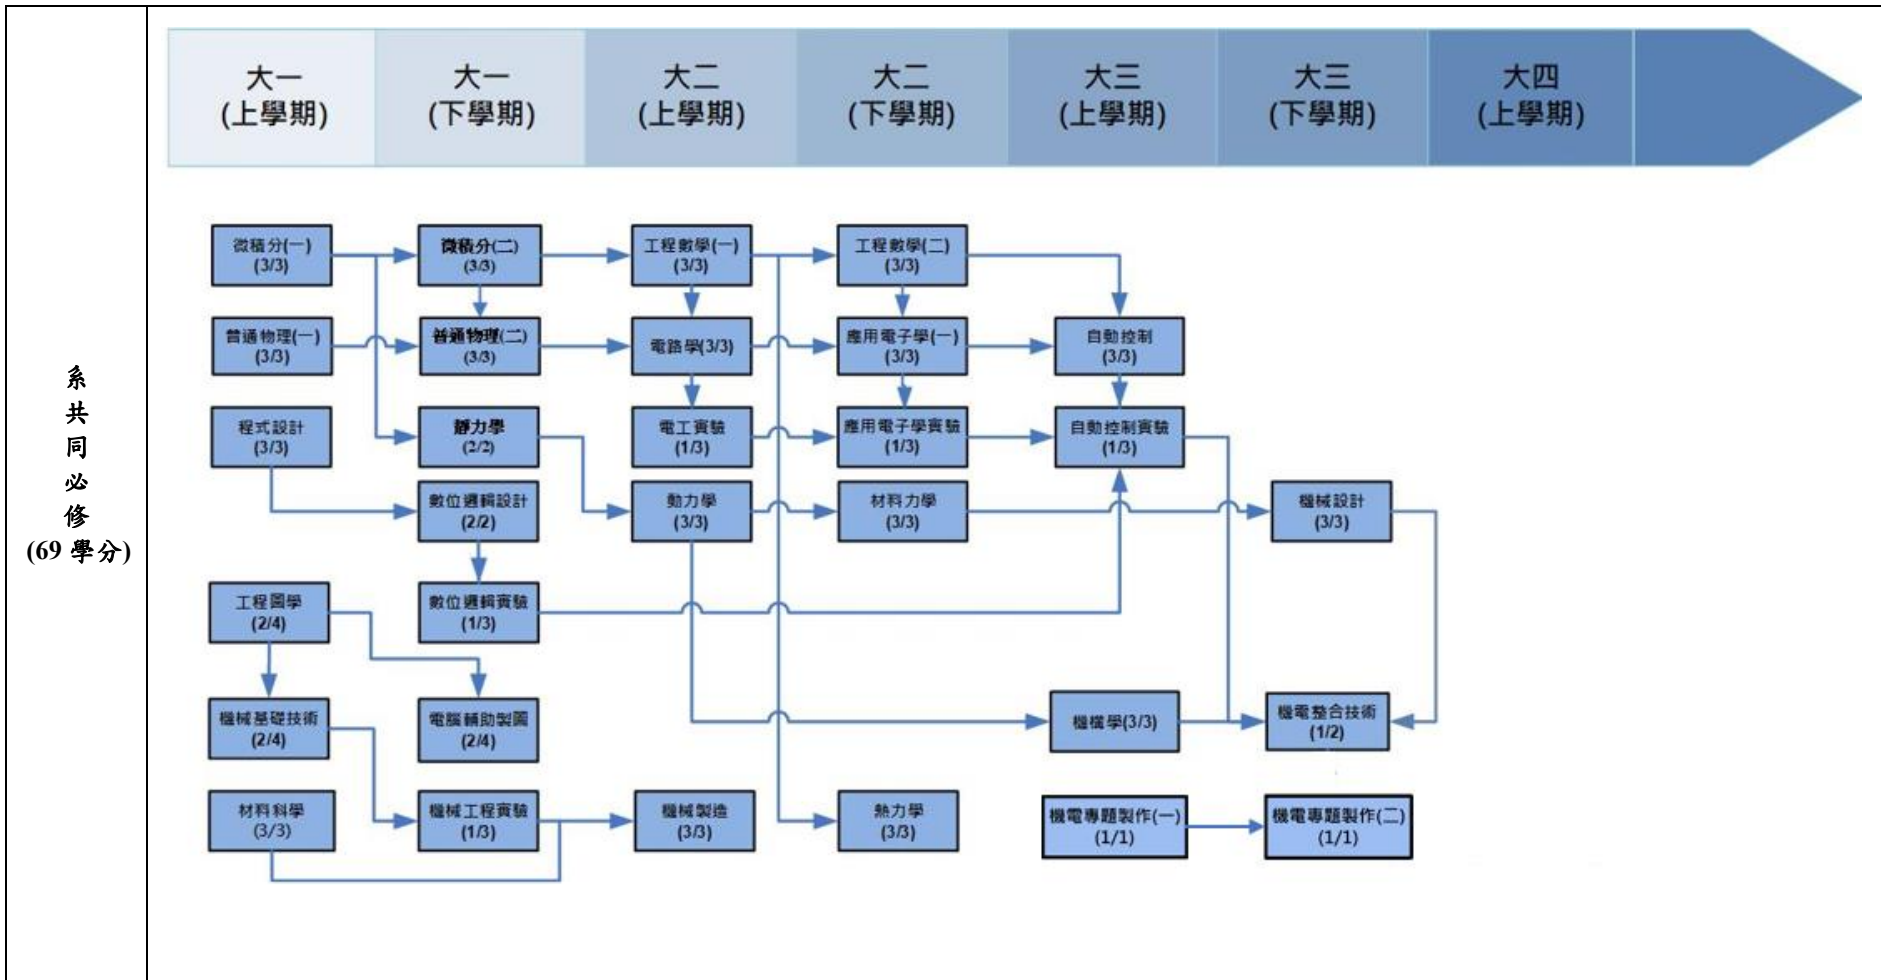 系
共
同
必
修
(69 學分)
大一
(上學期)
大一
(下學期)
大二
(上學期)
大二
(下學期)
大三
(上學期)
大三
(下學期)
大四
(上學期)
微積分(一)
(3/3)
微積分(二)
(3/3)
工程數學(一)
(3/3)
工程數學(二)
(3/3)
普通物理(一)
(3/3)
普通物理(二)
(3/3)
電路學(3/3)
應用電子學(一)
(3/3)
自動控制
(3/3)
程式設計
(3/3)
靜力學
(2/2)
電工實驗
(1/3)
應用電子學實驗
(1/3)
自動控制實驗
(1/3)
數位邏輯設計
(2/2)
動力學
(3/3)
材料力學
(3/3)
機械設計
(3/3)
工程圖學
(2/4)
數位邏輯實驗
(1/3)
機械基礎技術
(2/4)
電腦輔助製圖
(2/4)
機構學(3/3)
機電整合技術
(1/2)
材料科學
(3/3)
機械工程實驗
(1/3)
機械製造
(3/3)
熱力學
(3/3)
機電專題製作(一)
(1/1)
機電專題製作(二)
(1/1)